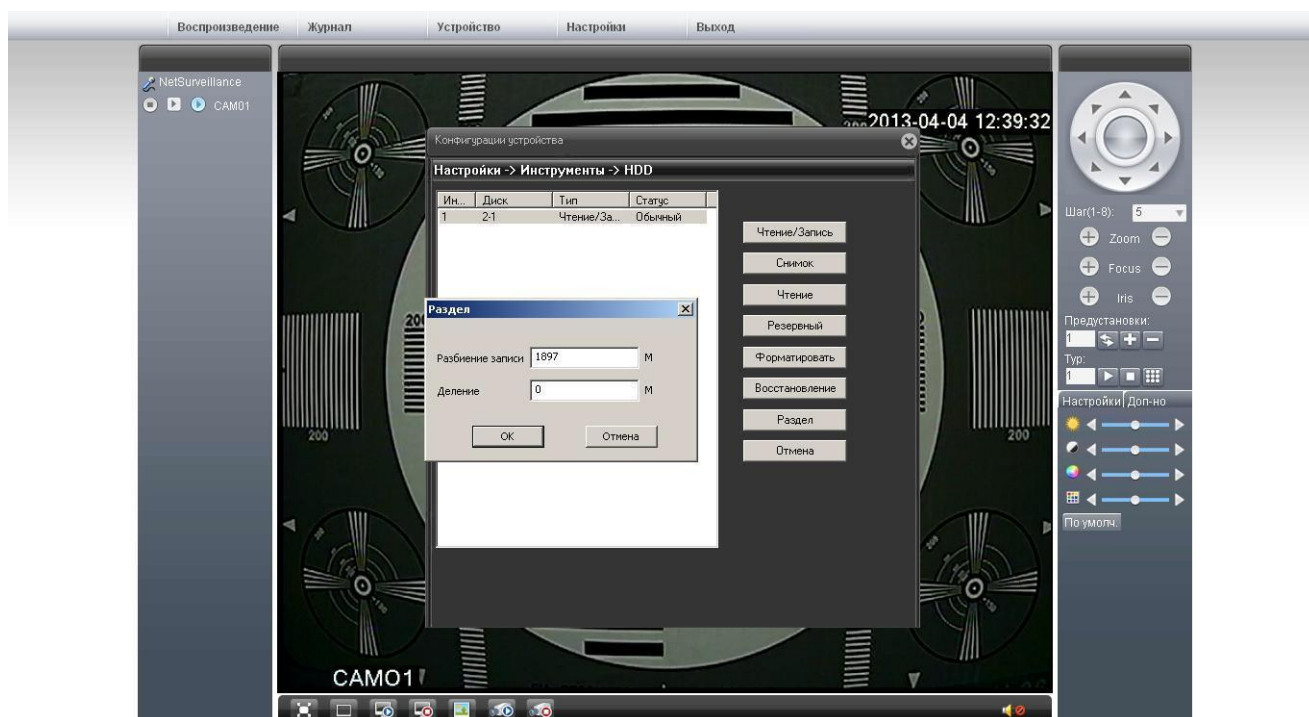 Воспроизведение Журнал Устройство Настройки Выход
NetSurveillance
CAM01
2013-04-04 12:39:32
Конфигурации устройства
Настройки -> Инструменты -> HDD
Ин... Диск Тип Статус
1 2-1 Чтение/За... Обычный
Чтение/Запись
Снимок
Чтение
Резервный
Форматировать
Восстановление
Раздел
Отмена
Раздел
Разбиение записи 1897 М
Деление 0 М
OK Отмена
200
200
CAMO1
Шаг(1-8): 5
Zoom
Focus
Iris
Предустановки:
1
Тур:
1
Настройки Доп-но
По умолч.